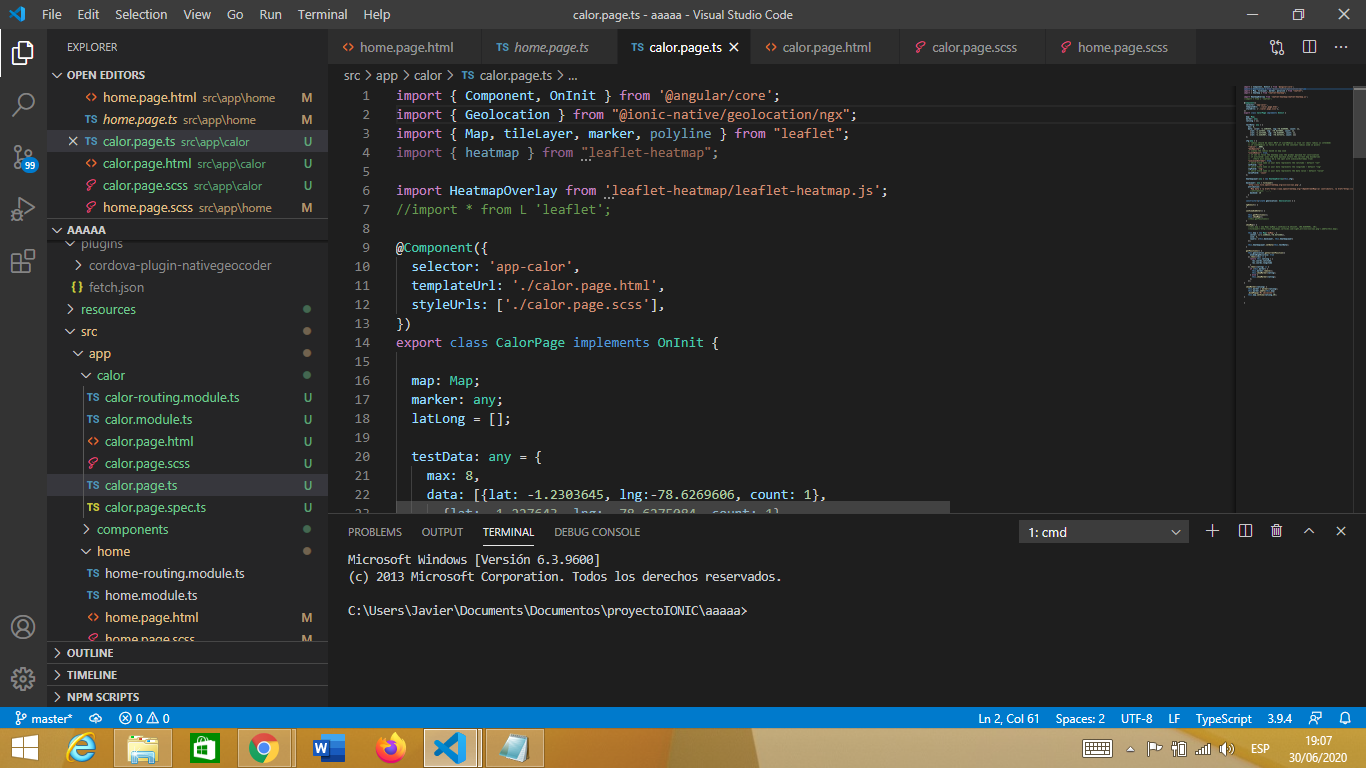 File Edit Selection View Go Run Terminal Help
calor.page.ts - aaaaa - Visual Studio Code
EXPLORER
OPEN EDITORS
home.page.html src\app\home M
home.page.ts src\app\home M
calor.page.ts src\app\calor U
calor.page.html src\app\calor U
calor.page.scss src\app\calor U
home.page.scss src\app\home M
99
AAAAA
plugins
cordova-plugin-nativegeocoder
fetch.json
resources
src
app
calor
calor-routing.module.ts U
calor.module.ts U
calor.page.html U
calor.page.scss U
calor.page.ts U
calor.page.spec.ts U
components
home
home-routing.module.ts
home.module.ts
home.page.html M
home.page.scss M
OUTLINE
TIMELINE
NPM SCRIPTS
home.page.html
home.page.ts
calor.page.ts
calor.page.html
calor.page.scss
home.page.scss
src > app > calor > TS calor.page.ts > ...
1 import { Component, OnInit } from '@angular/core';
2 import { Geolocation } from "@ionic-native/geolocation/ngx";
3 import { Map, tileLayer, marker, polyline } from "leaflet";
4 import { heatmap } from "leaflet-heatmap";
5
6 import HeatmapOverlay from 'leaflet-heatmap/leaflet-heatmap.js';
7 //import * from L 'leaflet';
8
9 @Component({
10 selector: 'app-calor',
11 templateUrl: './calor.page.html',
12 styleUrls: ['./calor.page.scss'],
13 })
14 export class CalorPage implements OnInit {
15
16 map: Map;
17 marker: any;
18 latLong = [];
19
20 testData: any = {
21 max: 8,
22 data: [{lat: -1.2303645, lng:-78.6269606, count: 1},
23 {lat: -1.227643, lng: -78.6275084, count: 1},
PROBLEMS OUTPUT TERMINAL DEBUG CONSOLE
1: cmd
Microsoft Windows [Versión 6.3.9600]
(c) 2013 Microsoft Corporation. Todos los derechos reservados.
C:\Users\Javier\Documents\Documentos\proyectoIONIC\aaaaa>
master* 0 0
Ln 2, Col 61 Spaces: 2 UTF-8 LF TypeScript 3.9.4
ESP
19:07
30/06/2020